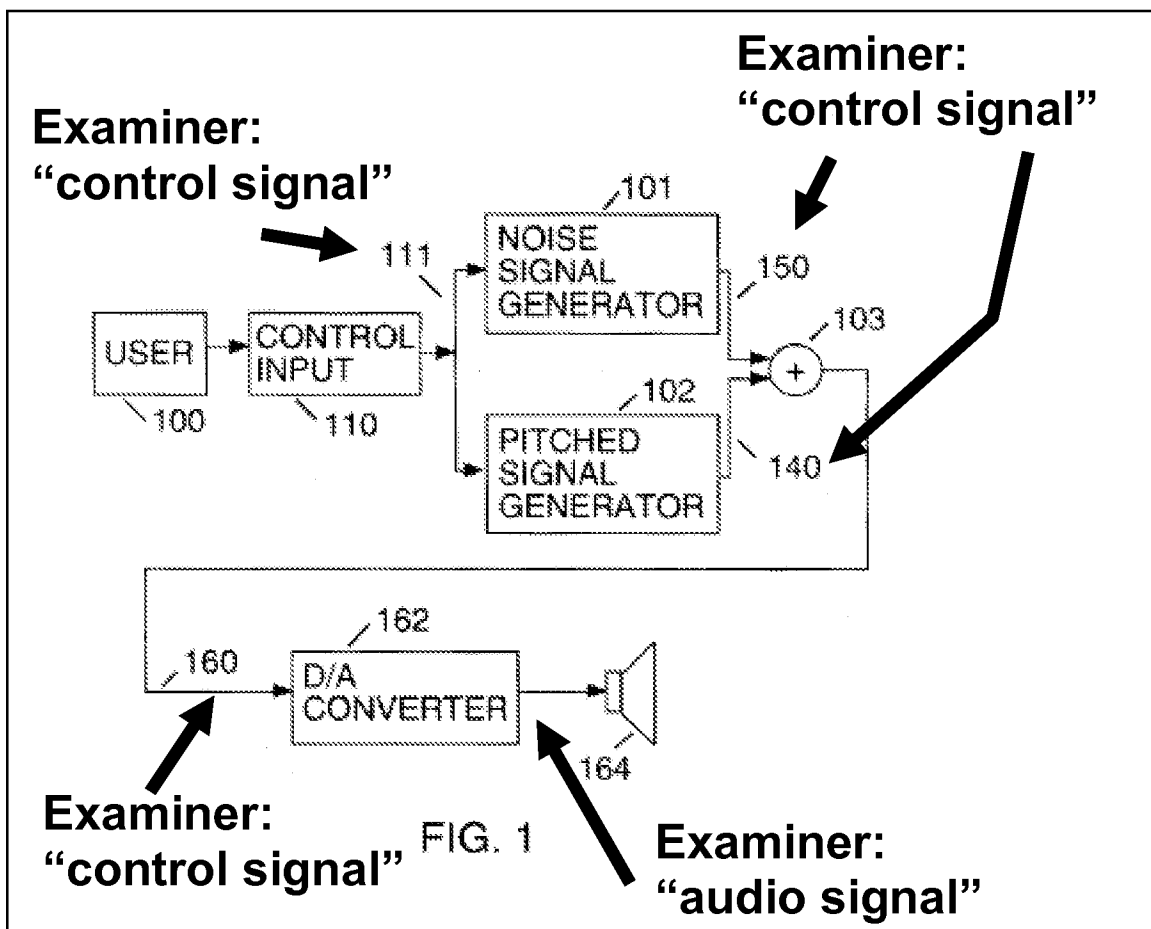 Examiner:
“control signal”
Examiner:
“control signal”
101
NOISE
SIGNAL
GENERATOR
111
150
103
USER
CONTROL
INPUT
+
100
110
102
PITCHED
SIGNAL
GENERATOR
140
162
160
D/A
CONVERTER
164
Examiner:
“control signal”
FIG. 1
Examiner:
“audio signal”